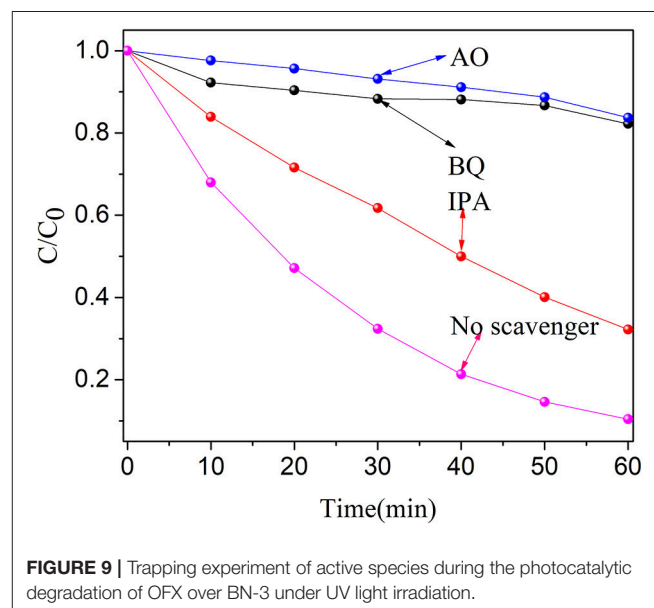 1.0
0.8
0.6
0.4
0.2
C/C0
AO
BQ
IPA
No scavenger
0 10 20 30 40 50 60
Time(min)
FIGURE 9 | Trapping experiment of active species during the photocatalytic
degradation of OFX over BN-3 under UV light irradiation.